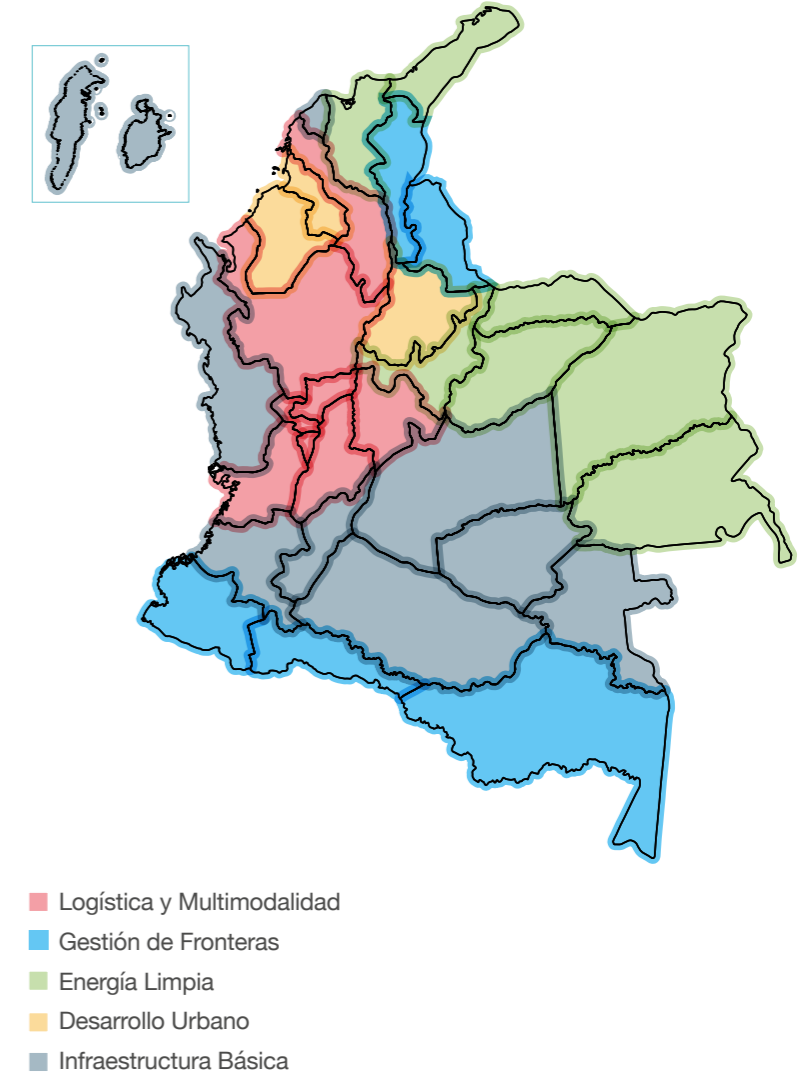 Logística y Multimodalidad
Gestión de Fronteras
Energía Limpia
Desarrollo Urbano
Infraestructura Básica